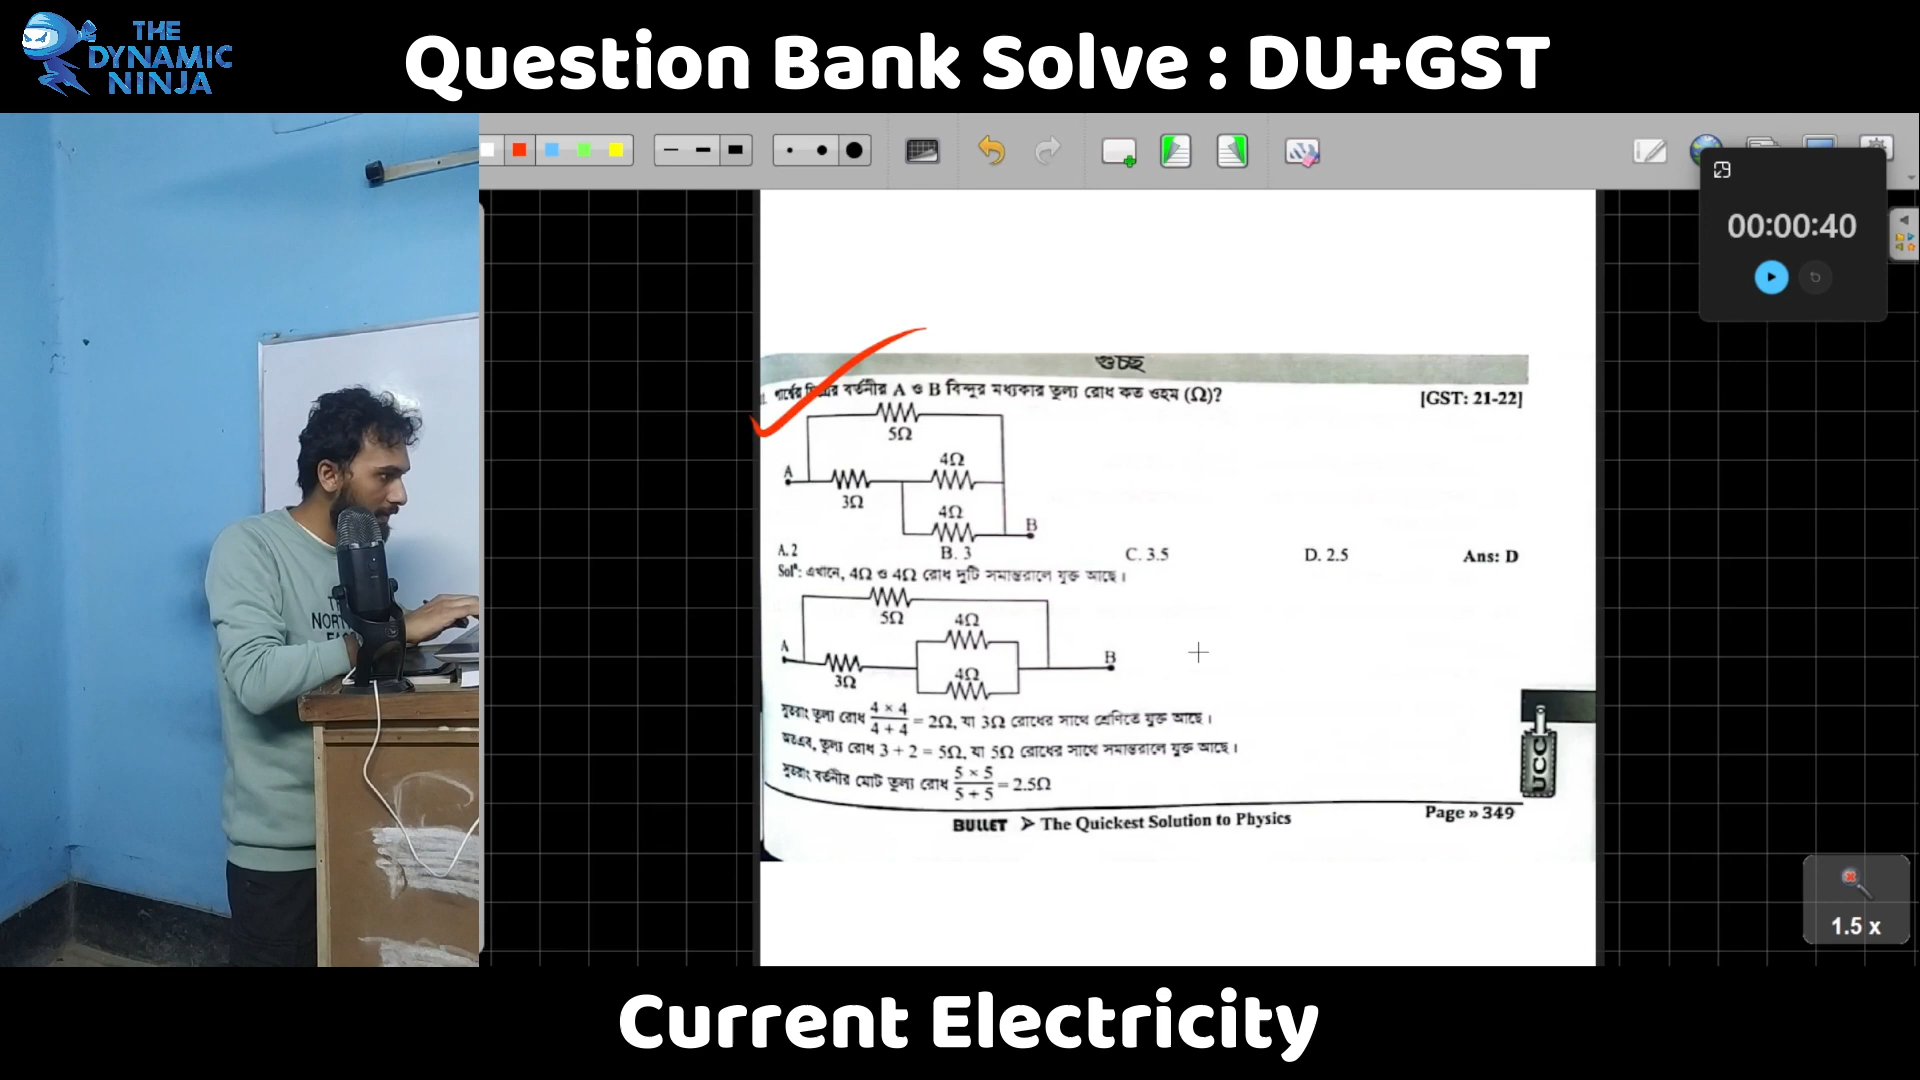 THE
DYNAMIC
NINJA
Question Bank Solve : DU+GST
00:00:40
গুচ্ছ
পার্শ্বের বর্তনীর A ও B বিন্দুর মধ্যকার তুল্য রোধ কত ওহম (Ω)? [GST: 21-22]
5Ω
4Ω
A
3Ω
4Ω
B
A. 2 B. 3 C. 3.5 D. 2.5 Ans: D
Solⁿ: এখানে, 4Ω ও 4Ω রোধ দুটি সমান্তরালে যুক্ত আছে।
5Ω
4Ω
A
B
3Ω
4Ω
সুতরাং তুল্য রোধ 4 × 4 / 4 + 4 = 2Ω, যা 3Ω রোধের সাথে শ্রেণিতে যুক্ত আছে।
অতএব, তুল্য রোধ 3 + 2 = 5Ω, যা 5Ω রোধের সাথে সমান্তরালে যুক্ত আছে।
সুতরাং বর্তনীর মোট তুল্য রোধ 5 × 5 / 5 + 5 = 2.5Ω
UCC
BULLET ➢ The Quickest Solution to Physics Page » 349
1.5 x
Current Electricity